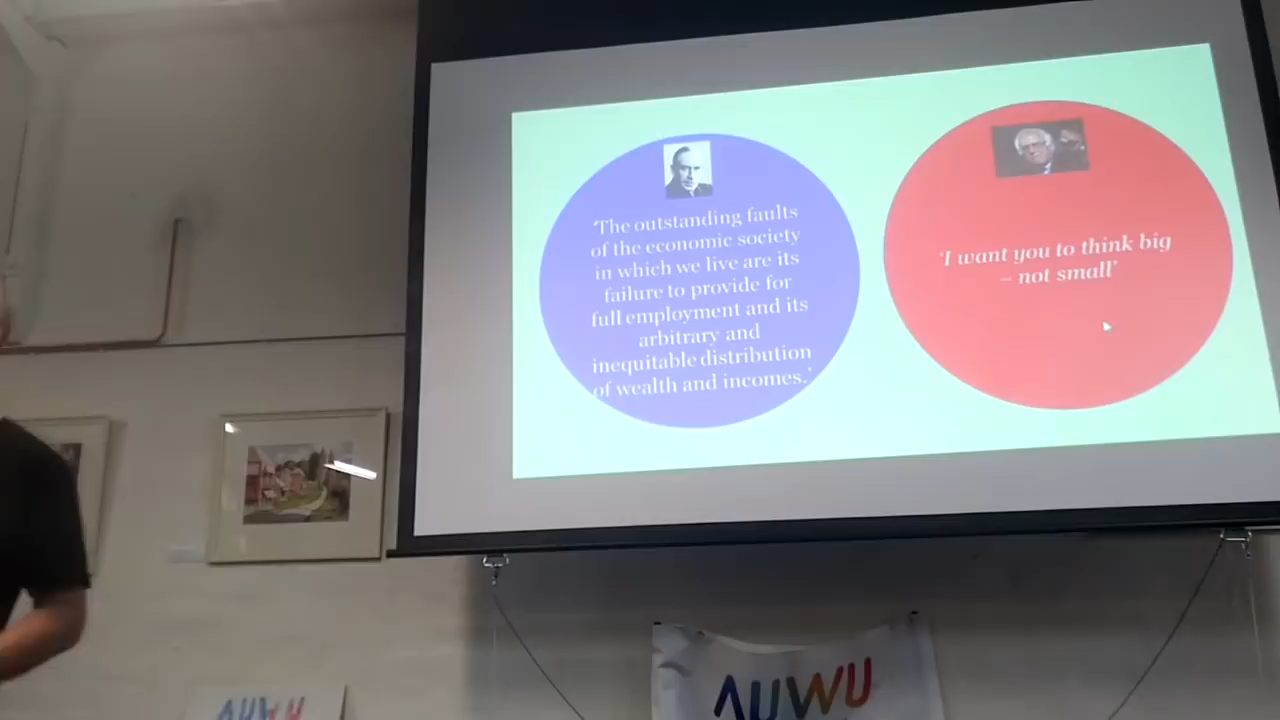 'The outstanding faults
of the economic society
in which we live are its
failure to provide for
full employment and its
arbitrary and
inequitable distribution
of wealth and incomes.'
'I want you to think big
– not small'
AUWU
AUWU